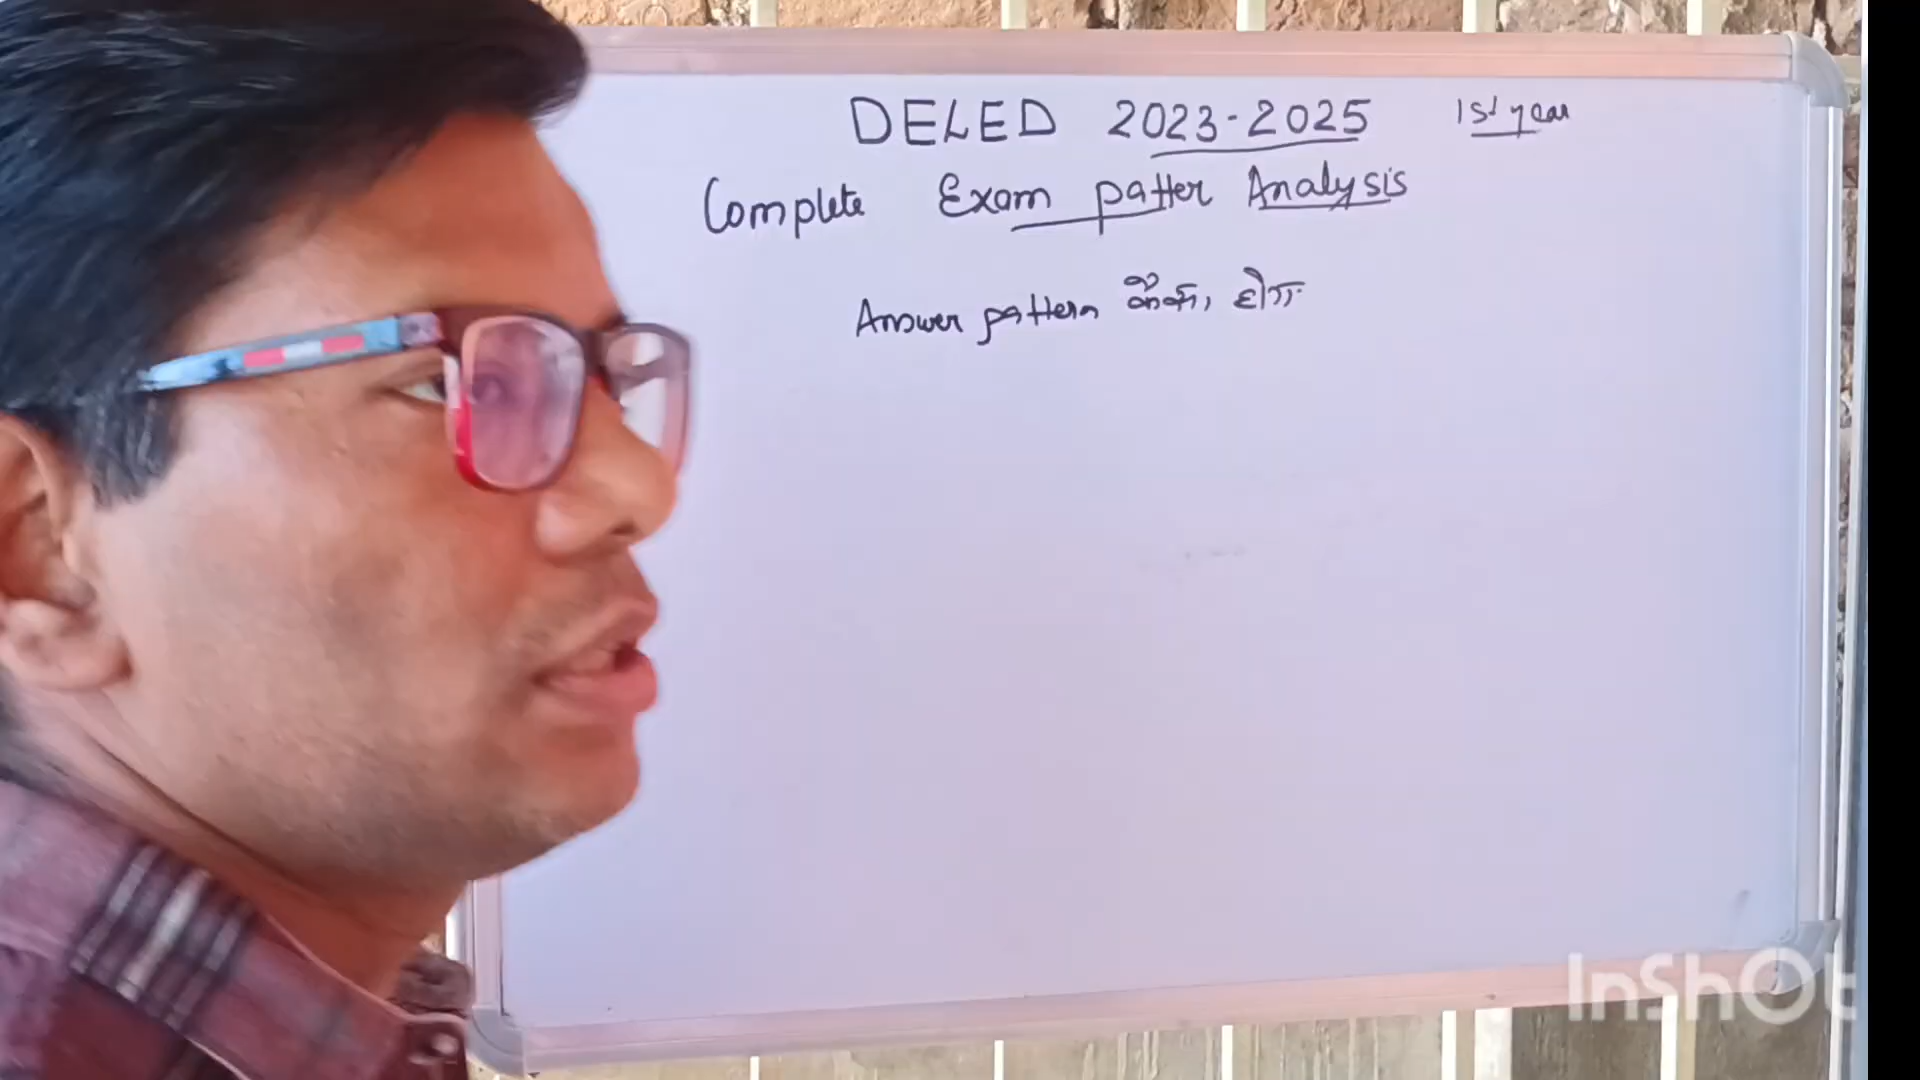 DELED 2023-2025 1st year
Complete Exam patter Analysis
Answer pattern कैसा, होगा
InShOt